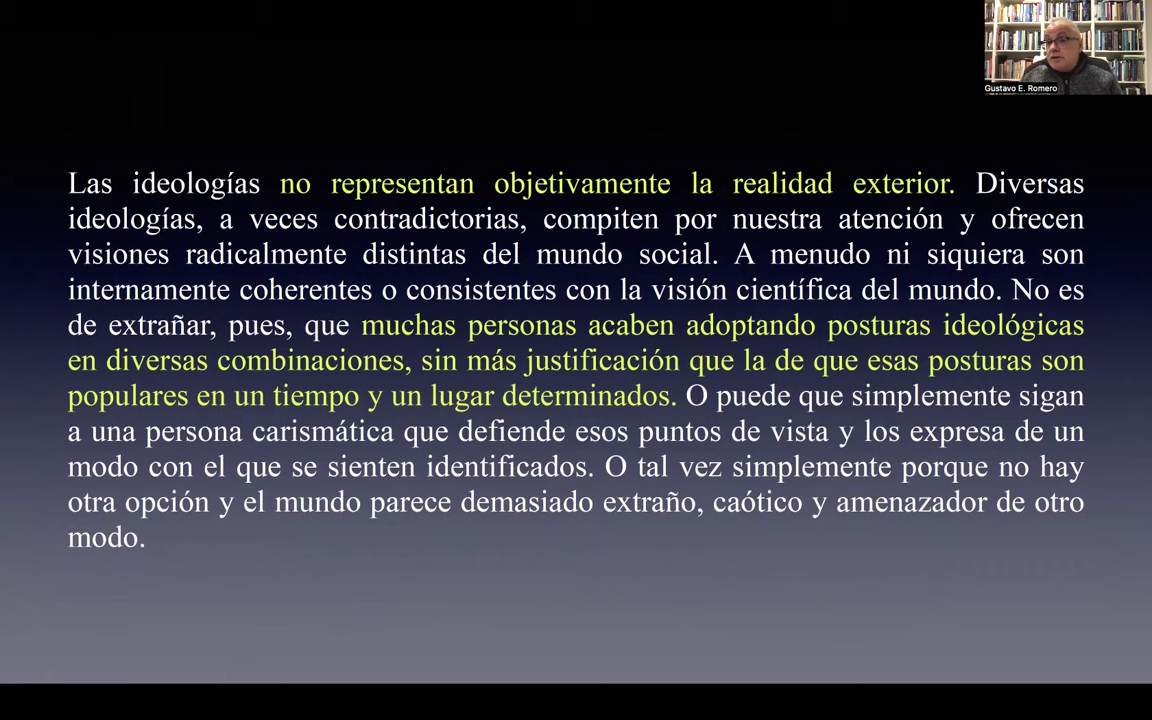 Gustavo E. Romero
Las ideologías no representan objetivamente la realidad exterior. Diversas
ideologías, a veces contradictorias, compiten por nuestra atención y ofrecen
visiones radicalmente distintas del mundo social. A menudo ni siquiera son
internamente coherentes o consistentes con la visión científica del mundo. No es
de extrañar, pues, que muchas personas acaben adoptando posturas ideológicas
en diversas combinaciones, sin más justificación que la de que esas posturas son
populares en un tiempo y un lugar determinados. O puede que simplemente sigan
a una persona carismática que defiende esos puntos de vista y los expresa de un
modo con el que se sienten identificados. O tal vez simplemente porque no hay
otra opción y el mundo parece demasiado extraño, caótico y amenazador de otro
modo.